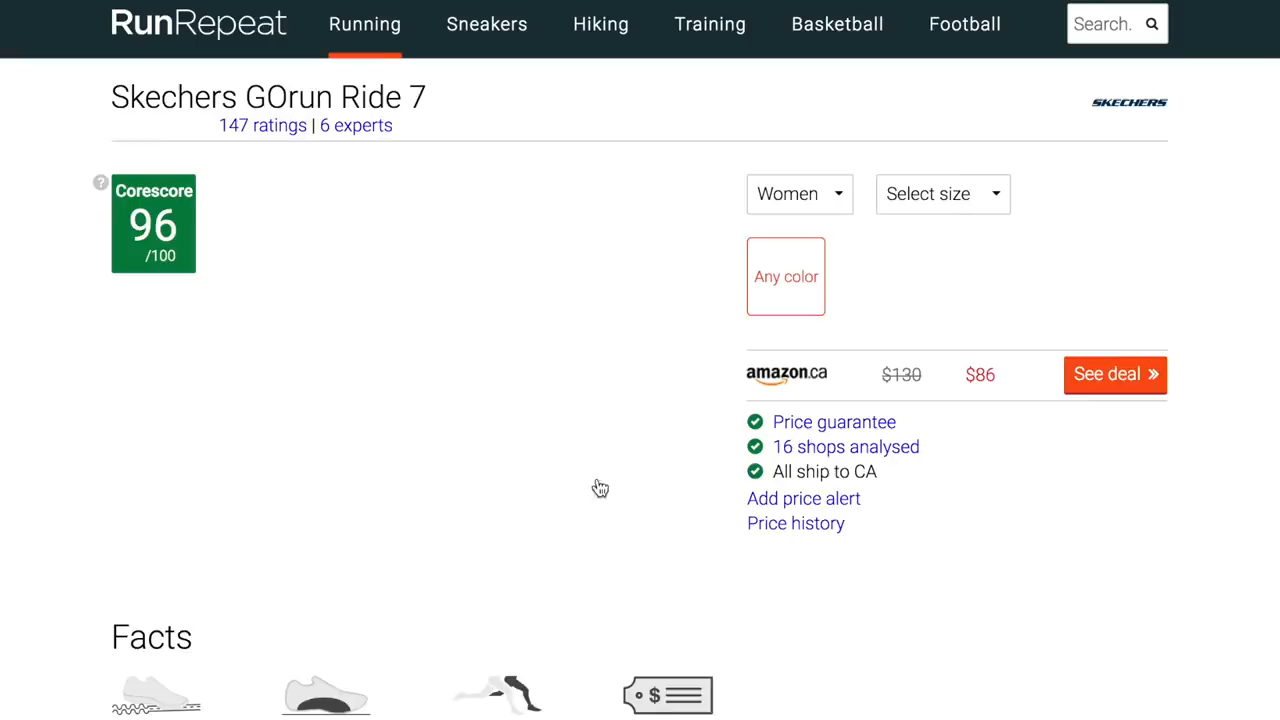 RunRepeat Running Sneakers Hiking Training Basketball Football Search.
Skechers GOrun Ride 7
SKECHERS
147 ratings | 6 experts
?
Corescore
96
/100
Women Select size
Any color
amazon.ca $130 $86 See deal »
Price guarantee
16 shops analysed
All ship to CA
Add price alert
Price history
Facts
$